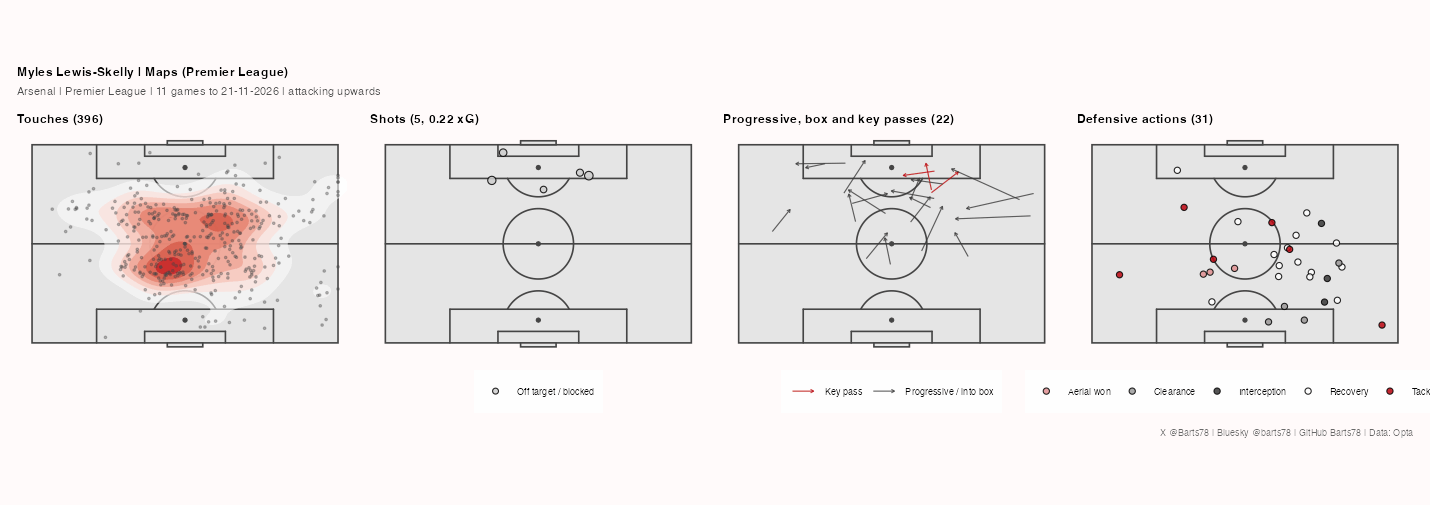 Myles Lewis-Skelly | Maps (Premier League)
Arsenal | Premier League | 11 games to 21-11-2026 | attacking upwards
Touches (396)
Shots (5, 0.22 xG)
Progressive, box and key passes (22)
Defensive actions (31)
Off target / blocked
Key pass
Progressive / into box
Aerial won
Clearance
Interception
Recovery
Tack
X @Barts78 | Bluesky @barts78 | GitHub Barts78 | Data: Opta